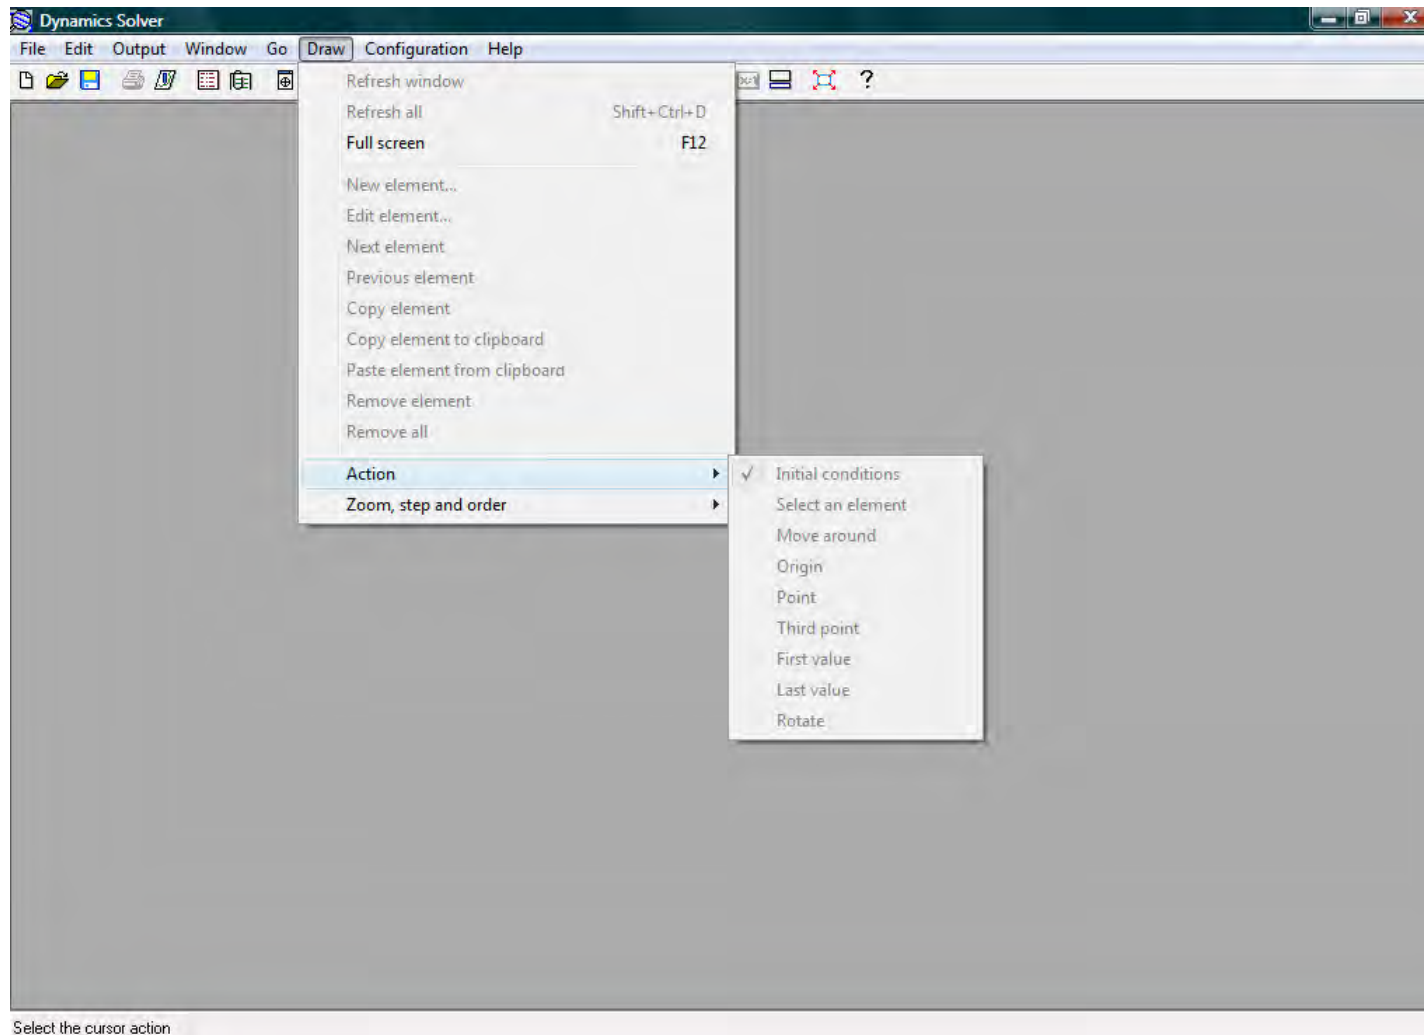 Dynamics Solver
File Edit Output Window Go Draw Configuration Help
Refresh window
Refresh all Shift+Ctrl+D
Full screen F12
New element...
Edit element...
Next element
Previous element
Copy element
Copy element to clipboard
Paste element from clipboard
Remove element
Remove all
Action
Zoom, step and order
Initial conditions
Select an element
Move around
Origin
Point
Third point
First value
Last value
Rotate
Select the cursor action